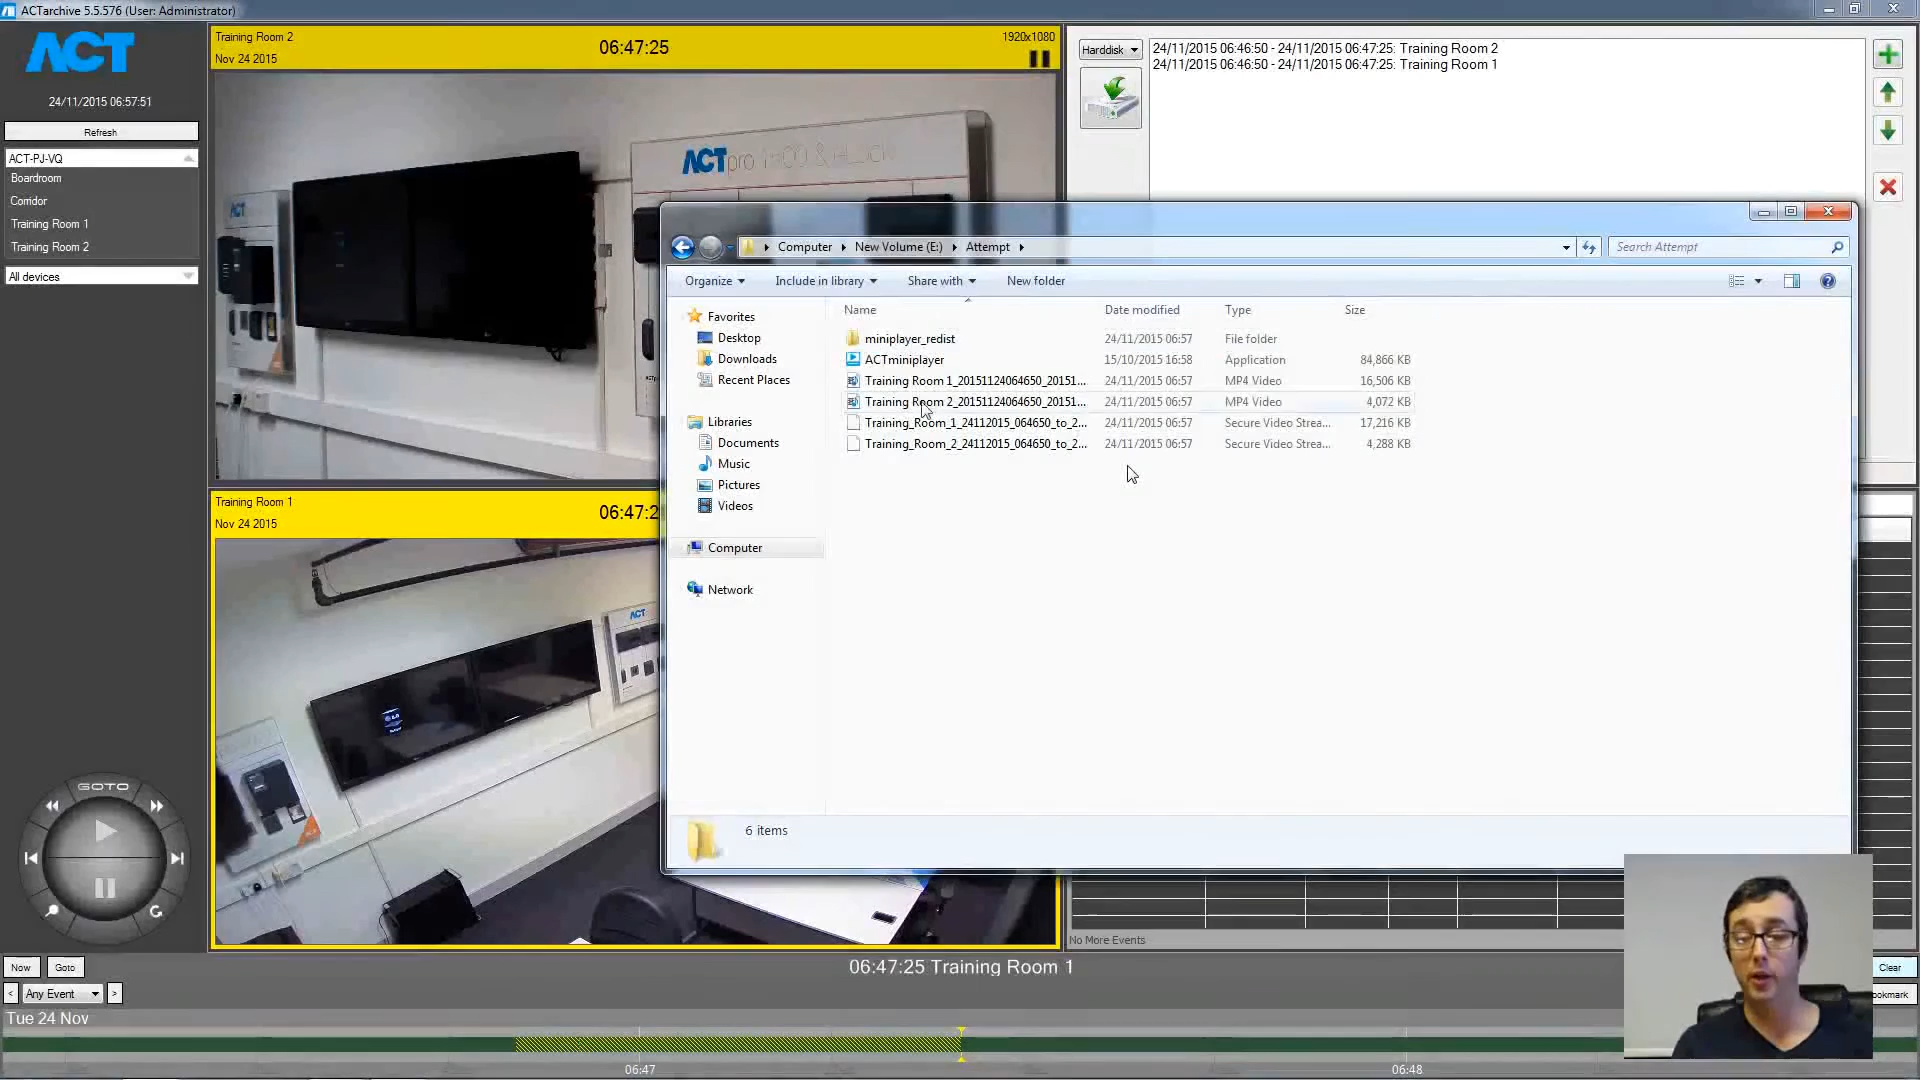 ACTarchive 5.5.576 (User: Administrator)
ACT
24/11/2015 06:57:51
Refresh
ACT-PJ-VQ
Boardroom
Corridor
Training Room 1
Training Room 2
All devices
Training Room 2
06:47:25
1920x1080
Nov 24 2015
ACTpro
ACT
Training Room 1
Nov 24 2015
06:47:2
ACT
Harddisk
24/11/2015 06:46:50 - 24/11/2015 06:47:25: Training Room 2
24/11/2015 06:46:50 - 24/11/2015 06:47:25: Training Room 1
Computer
New Volume (E:)
Attempt
Search Attempt
Organize
Include in library
Share with
New folder
Favorites
Desktop
Downloads
Recent Places
Libraries
Documents
Music
Pictures
Videos
Computer
Network
Name
Date modified
Type
Size
miniplayer_redist 24/11/2015 06:57 File folder
ACTminiplayer 15/10/2015 16:58 Application 84,866 KB
Training Room 1_20151124064650_20151... 24/11/2015 06:57 MP4 Video 16,506 KB
Training Room 2_20151124064650_20151... 24/11/2015 06:57 MP4 Video 4,072 KB
Training_Room_1_24112015_064650_to_2... 24/11/2015 06:57 Secure Video Strea... 17,216 KB
Training_Room_2_24112015_064650_to_2... 24/11/2015 06:57 Secure Video Strea... 4,288 KB
6 items
No More Events
GOTO
Now
Goto
06:47:25 Training Room 1
Clear
ookmark
<
Any Event
>
Tue 24 Nov
06:47
06:48